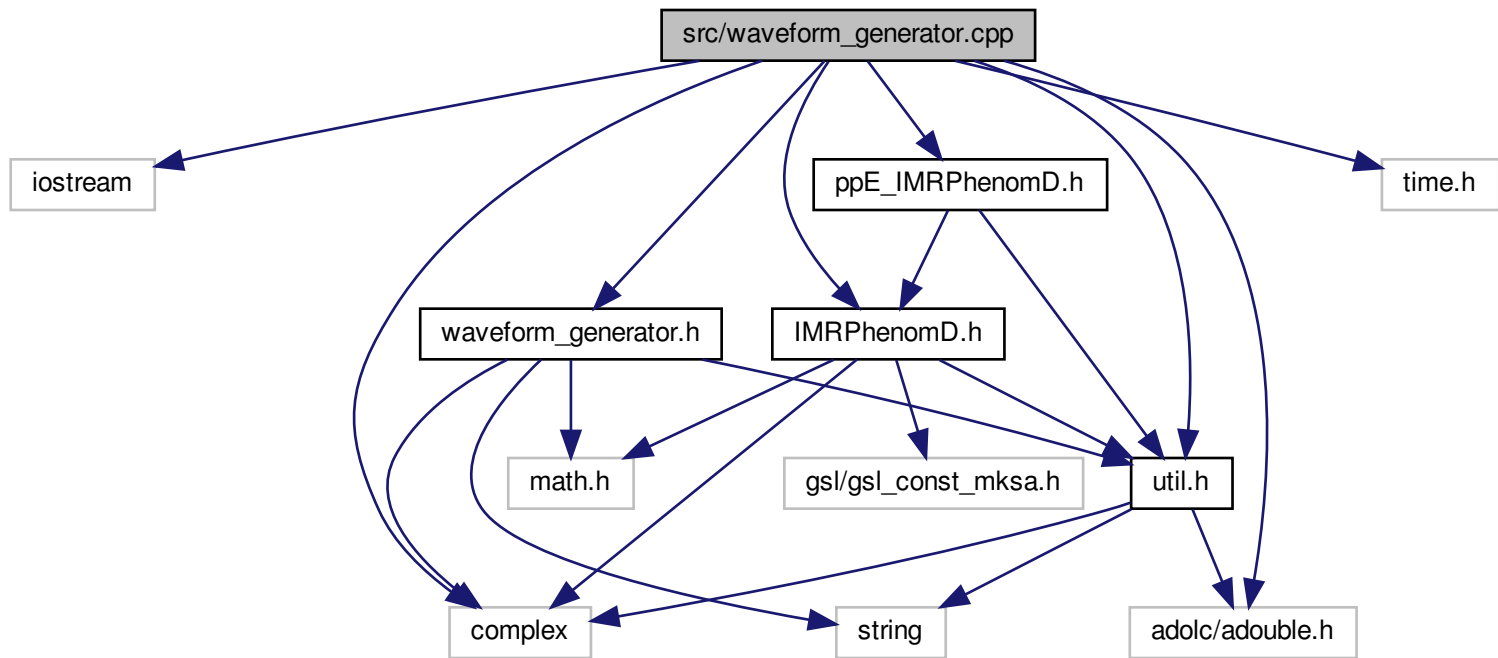 src/waveform_generator.cpp
iostream
ppE_IMRPhenomD.h
time.h
waveform_generator.h
IMRPhenomD.h
math.h
gsl/gsl_const_mksa.h
util.h
complex
string
adolc/adouble.h